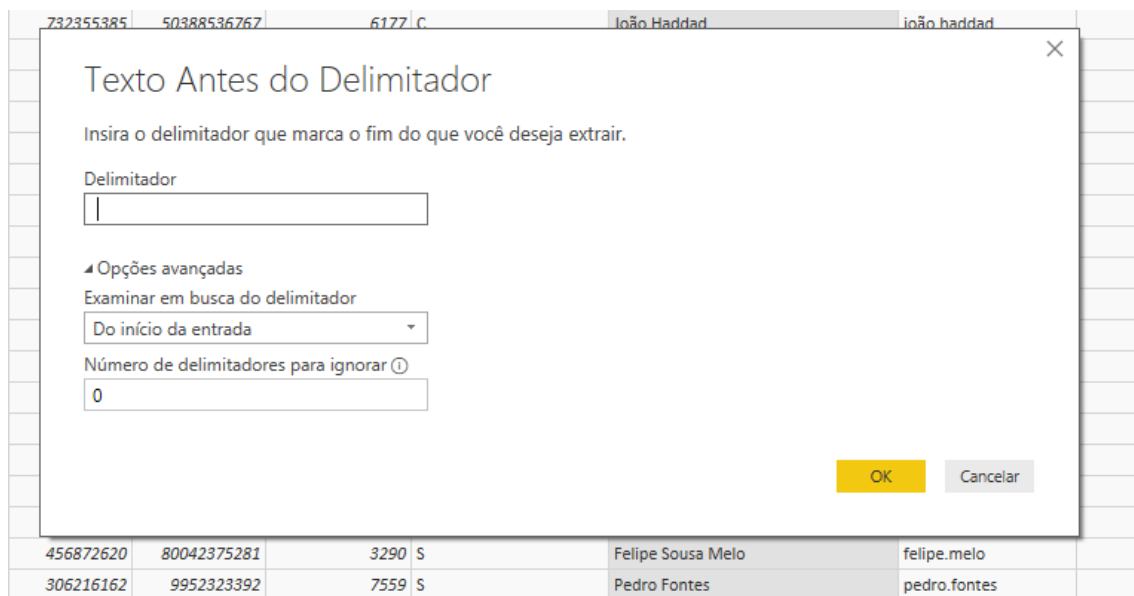 732355385 50388536767 6177 C João Haddad joão haddad
Texto Antes do Delimitador
Insira o delimitador que marca o fim do que você deseja extrair.
Delimitador
Opções avançadas
Examinar em busca do delimitador
Do início da entrada
Número de delimitadores para ignorar
0
OK Cancelar
456872620 80042375281 3290 S Felipe Sousa Melo felipe.melo
306216162 9952323392 7559 S Pedro Fontes pedro.fontes